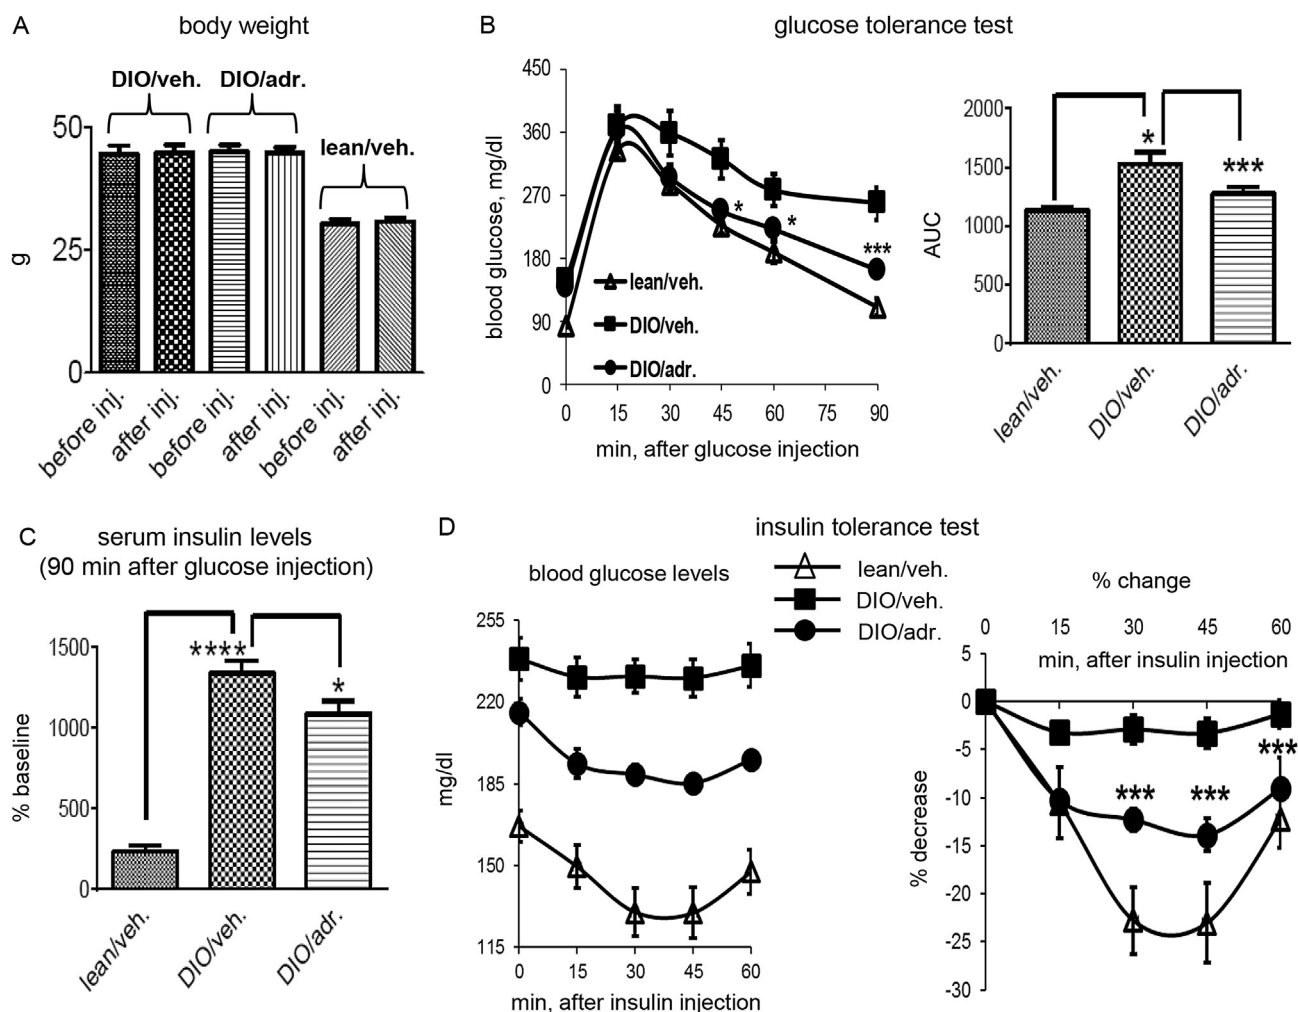 A
body weight
DIO/veh.
DIO/adr.
lean/veh.
50
25
0
g
before inj.
after inj.
before inj.
after inj.
before inj.
after inj.
B
glucose tolerance test
450
360
270
180
90
0
blood glucose, mg/dl
*
*
***
lean/veh.
DIO/veh.
DIO/adr.
0 15 30 45 60 75 90
min, after glucose injection
2000
1500
1000
500
0
AUC
*
***
lean/veh.
DIO/veh.
DIO/adr.
C
serum insulin levels
(90 min after glucose injection)
1500
1000
500
0
% baseline
****
*
lean/veh.
DIO/veh.
DIO/adr.
D
insulin tolerance test
lean/veh.
DIO/veh.
DIO/adr.
blood glucose levels
255
220
185
150
115
mg/dl
0 15 30 45 60
min, after insulin injection
% change
0 15 30 45 60
min, after insulin injection
5
0
-5
-10
-15
-20
-25
-30
% decrease
***
***
***